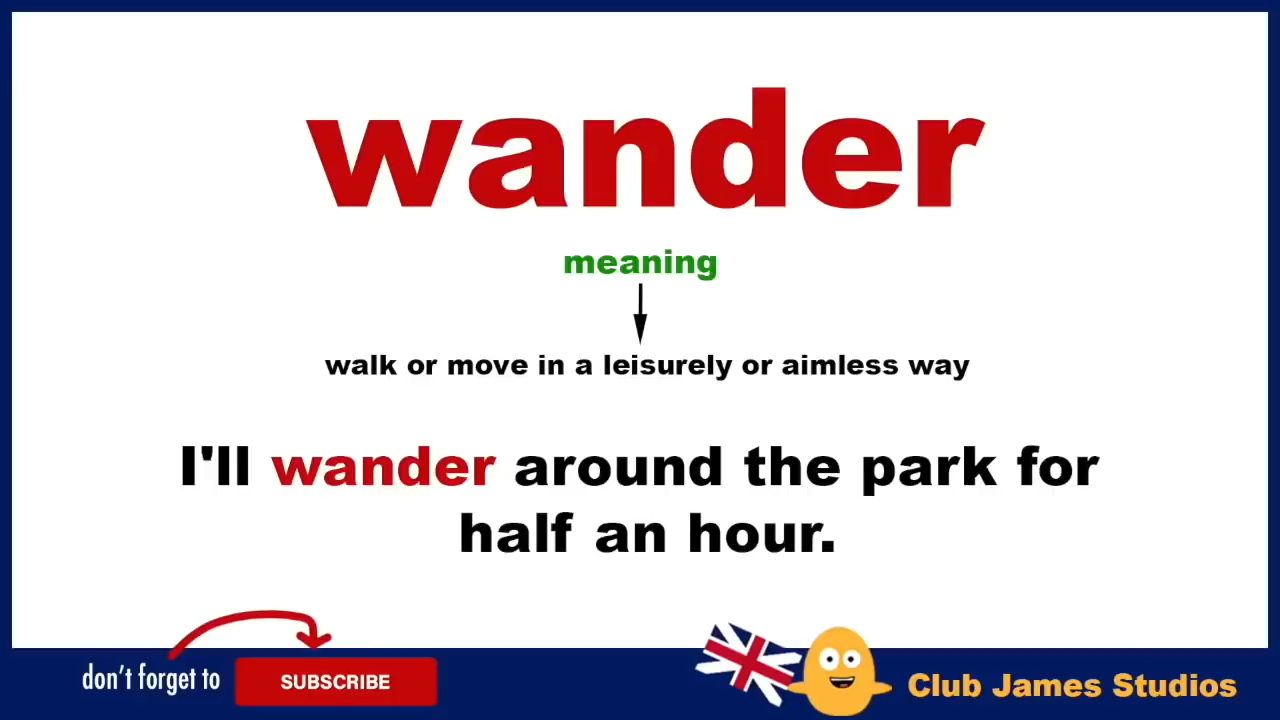 wander
meaning
walk or move in a leisurely or aimless way
I'll wander around the park for
half an hour.
don't forget to
SUBSCRIBE
Club James Studios